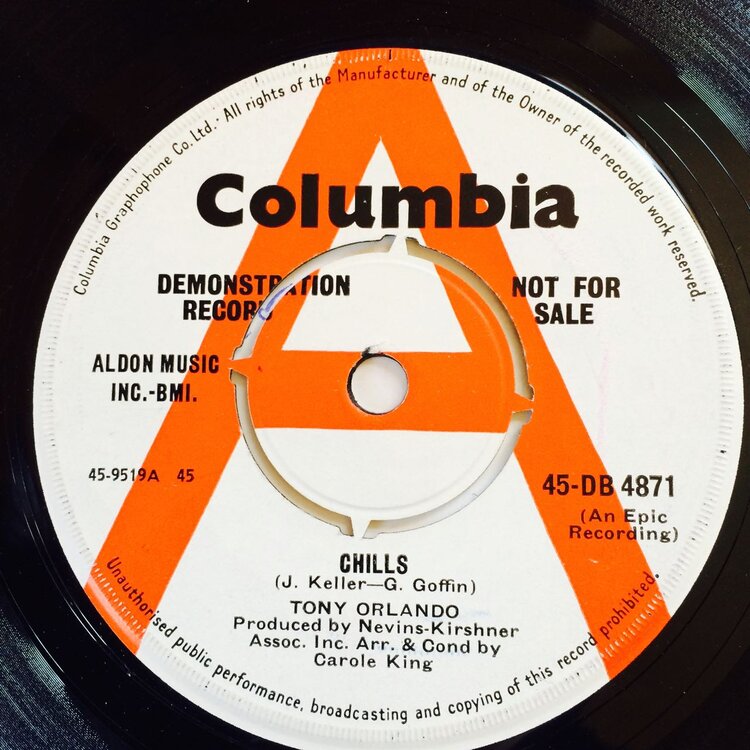 Columbia Graphophone Co. Ltd. · All rights of the Manufacturer and of the Owner of the recorded work reserved.
A
Columbia
DEMONSTRATION
RECORD
NOT FOR
SALE
ALDON MUSIC
INC.-BMI.
45-9519A 45
45-DB 4871
(An Epic
Recording)
CHILLS
(J. Keller—G. Goffin)
TONY ORLANDO
Produced by Nevins-Kirshner
Assoc. Inc. Arr. & Cond by
Carole King
Unauthorised public performance, broadcasting and copying of this record prohibited.